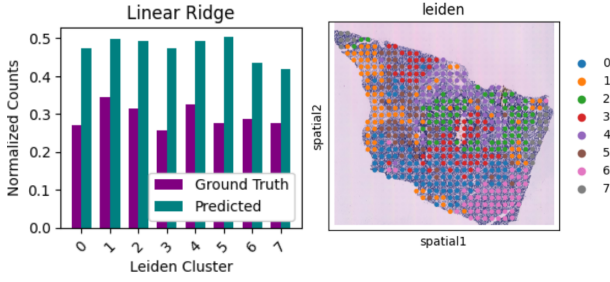 Linear Ridge
Normalized Counts
0.5
0.4
0.3
0.2
0.1
0.0
Ground Truth
Predicted
0 1 2 3 4 5 6 7
Leiden Cluster
leiden
spatial2
spatial1
0
1
2
3
4
5
6
7